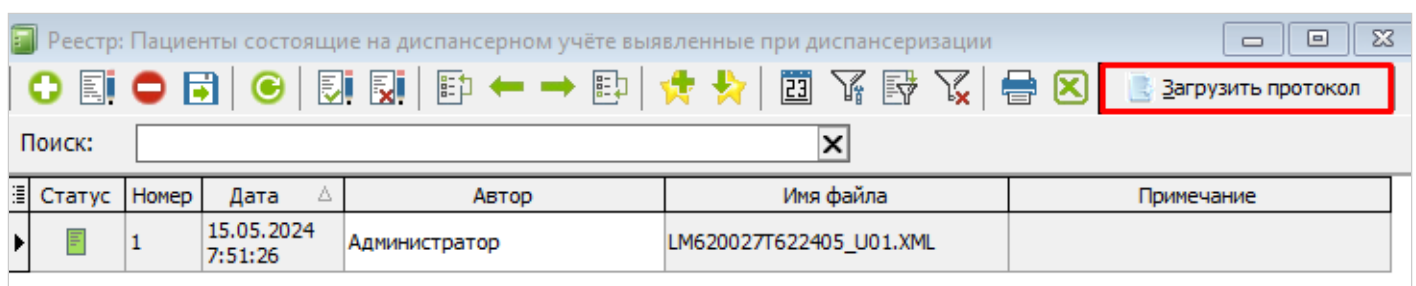 Реестр: Пациенты состоящие на диспансерном учёте выявленные при диспансеризации
23 Загрузить протокол
Поиск:
Статус Номер Дата Автор Имя файла Примечание
1 15.05.2024 7:51:26 Администратор LM620027T622405_U01.XML